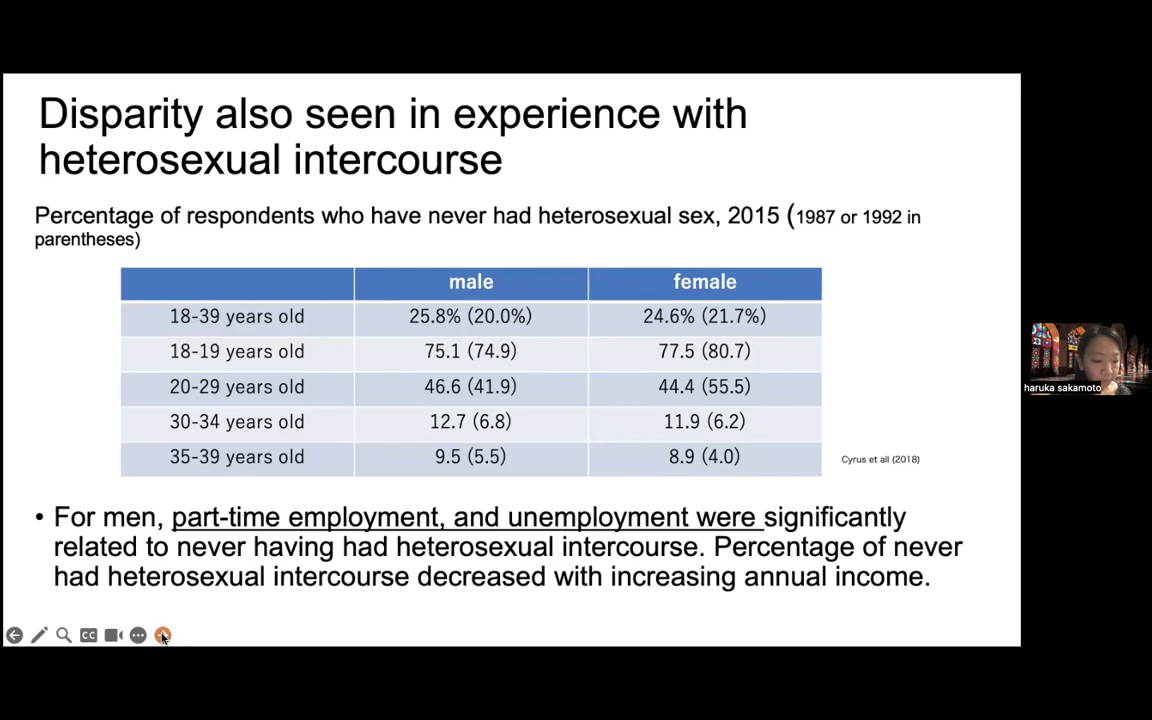 Disparity also seen in experience with
heterosexual intercourse
Percentage of respondents who have never had heterosexual sex, 2015 (1987 or 1992 in
parentheses)
male female
18-39 years old 25.8% (20.0%) 24.6% (21.7%)
18-19 years old 75.1 (74.9) 77.5 (80.7)
20-29 years old 46.6 (41.9) 44.4 (55.5)
30-34 years old 12.7 (6.8) 11.9 (6.2)
35-39 years old 9.5 (5.5) 8.9 (4.0)
Cyrus et all (2018)
• For men, part-time employment, and unemployment were significantly
related to never having had heterosexual intercourse. Percentage of never
had heterosexual intercourse decreased with increasing annual income.
CC
haruka sakamoto